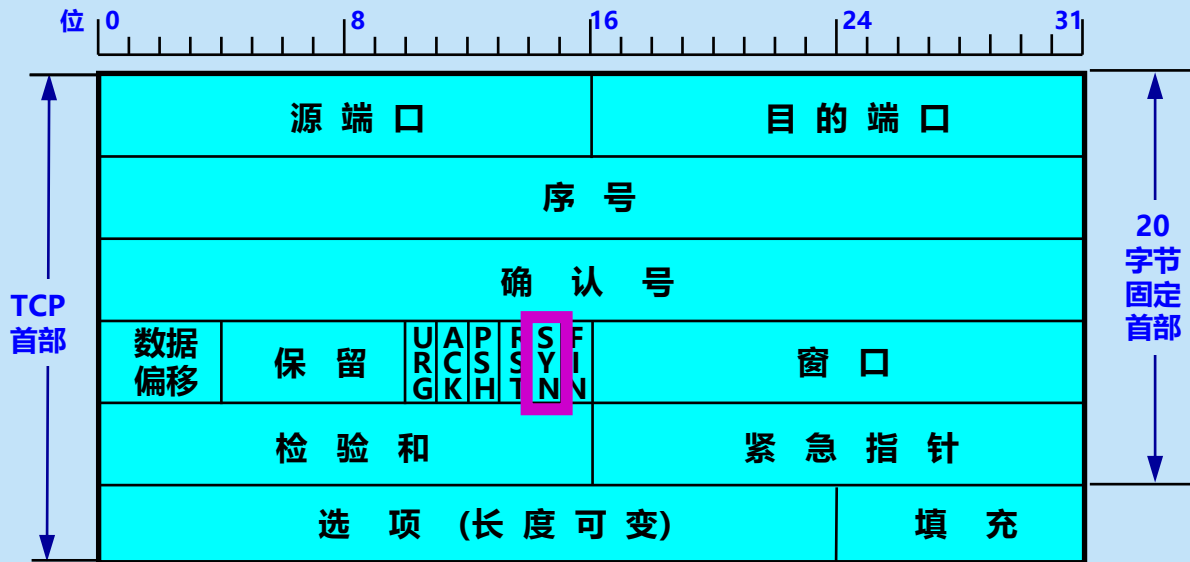 位 0 8 16 24 31
源端口 目的端口
序号
确认号
TCP
首部
20
字节
固定
首部
数据
偏移
保留
URG
ACK
PSH
RST
SYN
FIN
窗口
检验和
紧急指针
选项 (长度可变)
填充